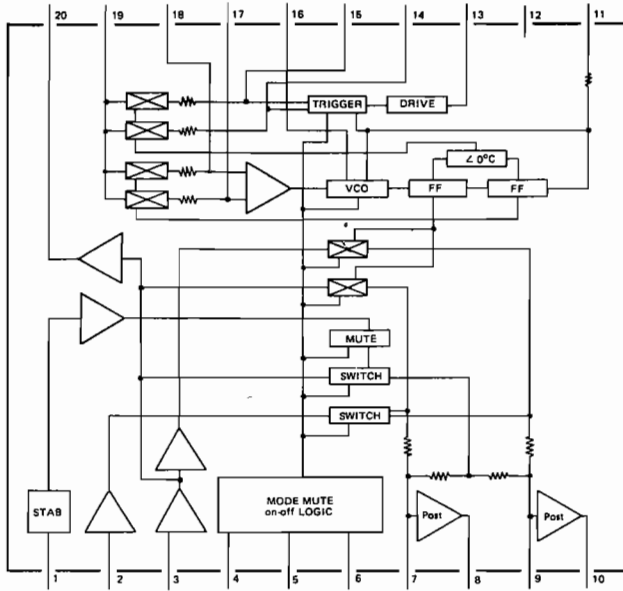 20 19 18 17 16 15 14 13 12 11
TRIGGER DRIVE
∠ 0°C
VCO FF FF
MUTE
SWITCH
SWITCH
STAB
MODE MUTE
on-off LOGIC
Post Post
1 2 3 4 5 6 7 8 9 10